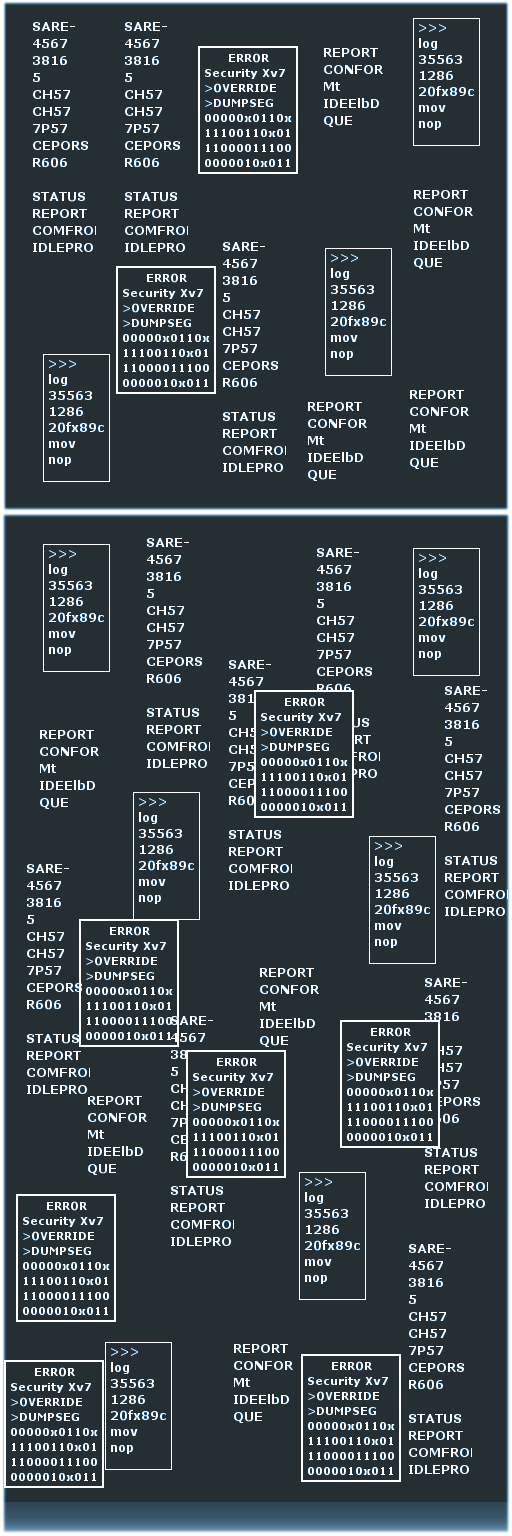 SARE-
4567
3816
5
CH57
CH57
7P57
CEPORS
R606
STATUS
REPORT
COMFROI
IDLEPRO
SARE-
4567
3816
5
CH57
CH57
7P57
CEPORS
R606
STATUS
REPORT
COMFROI
IDLEPRO
ERROR
Security Xv7
>OVERRIDE
>DUMPSEG
00000x0110x
11100110x01
11000011100
0000010x011
REPORT
CONFOR
Mt
IDEElbD
QUE
>>>
log
35563
1286
20fx89c
mov
nop
REPORT
CONFOR
Mt
IDEElbD
QUE
SARE-
4567
3816
5
CH57
CH57
7P57
CEPORS
R606
STATUS
REPORT
COMFROI
IDLEPRO
>>>
log
35563
1286
20fx89c
mov
nop
ERROR
Security Xv7
>OVERRIDE
>DUMPSEG
00000x0110x
11100110x01
11000011100
0000010x011
>>>
log
35563
1286
20fx89c
mov
nop
REPORT
CONFOR
Mt
IDEElbD
QUE
REPORT
CONFOR
Mt
IDEElbD
QUE
>>>
log
35563
1286
20fx89c
mov
nop
SARE-
4567
3816
5
CH57
CH57
7P57
CEPORS
R606
STATUS
REPORT
COMFROI
IDLEPRO
SARE-
4567
3816
5
CH57
CH57
7P57
CEPORS
R606
>>>
log
35563
1286
20fx89c
mov
nop
SARE-
4567
5
STATUS
REPORT
COMFROI
IDLEPRO
ERROR
Security Xv7
>OVERRIDE
>DUMPSEG
00000x0110x
11100110x01
11000011100
0000010x011
SARE-
4567
3816
5
CH57
CH57
7P57
CEPORS
R606
STATUS
REPORT
COMFROI
IDLEPRO
REPORT
CONFOR
Mt
IDEElbD
QUE
>>>
log
35563
1286
20fx89c
mov
nop
>>>
log
35563
1286
20fx89c
mov
nop
SARE-
4567
3816
5
CH57
CH57
7P57
CEPORS
R606
STATUS
REPORT
COMFROI
IDLEPRO
ERROR
Security Xv7
>OVERRIDE
>DUMPSEG
00000x0110x
11100110x01
11000011100
0000010x011
REPORT
CONFOR
Mt
IDEElbD
QUE
SARE-
4567
3816
STATUS
REPORT
COMFROI
IDLEPRO
SARE-
4567
5
STATUS
REPORT
COMFROI
IDLEPRO
ERROR
Security Xv7
>OVERRIDE
>DUMPSEG
00000x0110x
11100110x01
11000011100
0000010x011
ERROR
Security Xv7
>OVERRIDE
>DUMPSEG
00000x0110x
11100110x01
11000011100
0000010x011
REPORT
CONFOR
Mt
IDEElbD
QUE
>>>
log
35563
1286
20fx89c
mov
nop
ERROR
Security Xv7
>OVERRIDE
>DUMPSEG
00000x0110x
11100110x01
11000011100
0000010x011
SARE-
4567
3816
5
CH57
CH57
7P57
CEPORS
R606
STATUS
REPORT
COMFROI
IDLEPRO
>>>
log
35563
1286
20fx89c
mov
nop
REPORT
CONFOR
Mt
IDEElbD
QUE
ERROR
Security Xv7
>OVERRIDE
>DUMPSEG
00000x0110x
11100110x01
11000011100
0000010x011
ERROR
Security Xv7
>OVERRIDE
>DUMPSEG
00000x0110x
11100110x01
11000011100
0000010x011